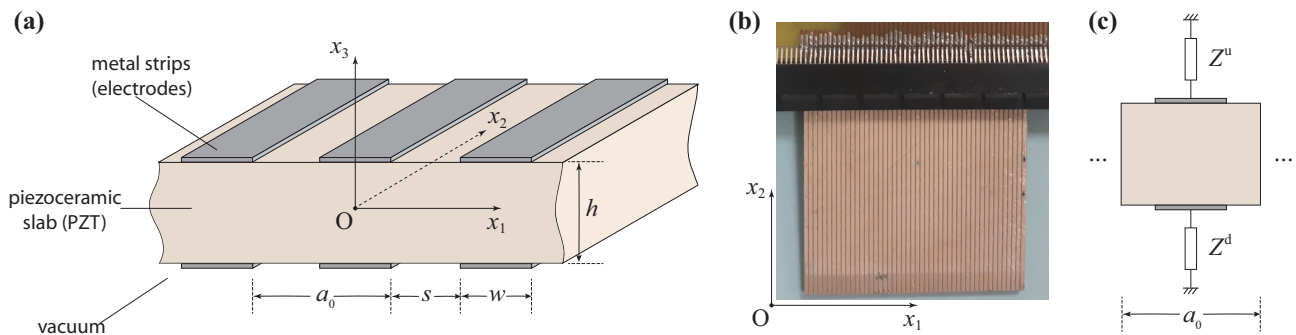 (a)
x3
metal strips
(electrodes)
x2
piezoceramic
slab (PZT)
O
x1
h
a0
s
w
vacuum
(b)
x2
O
x1
(c)
Zu
...
...
Zd
a0